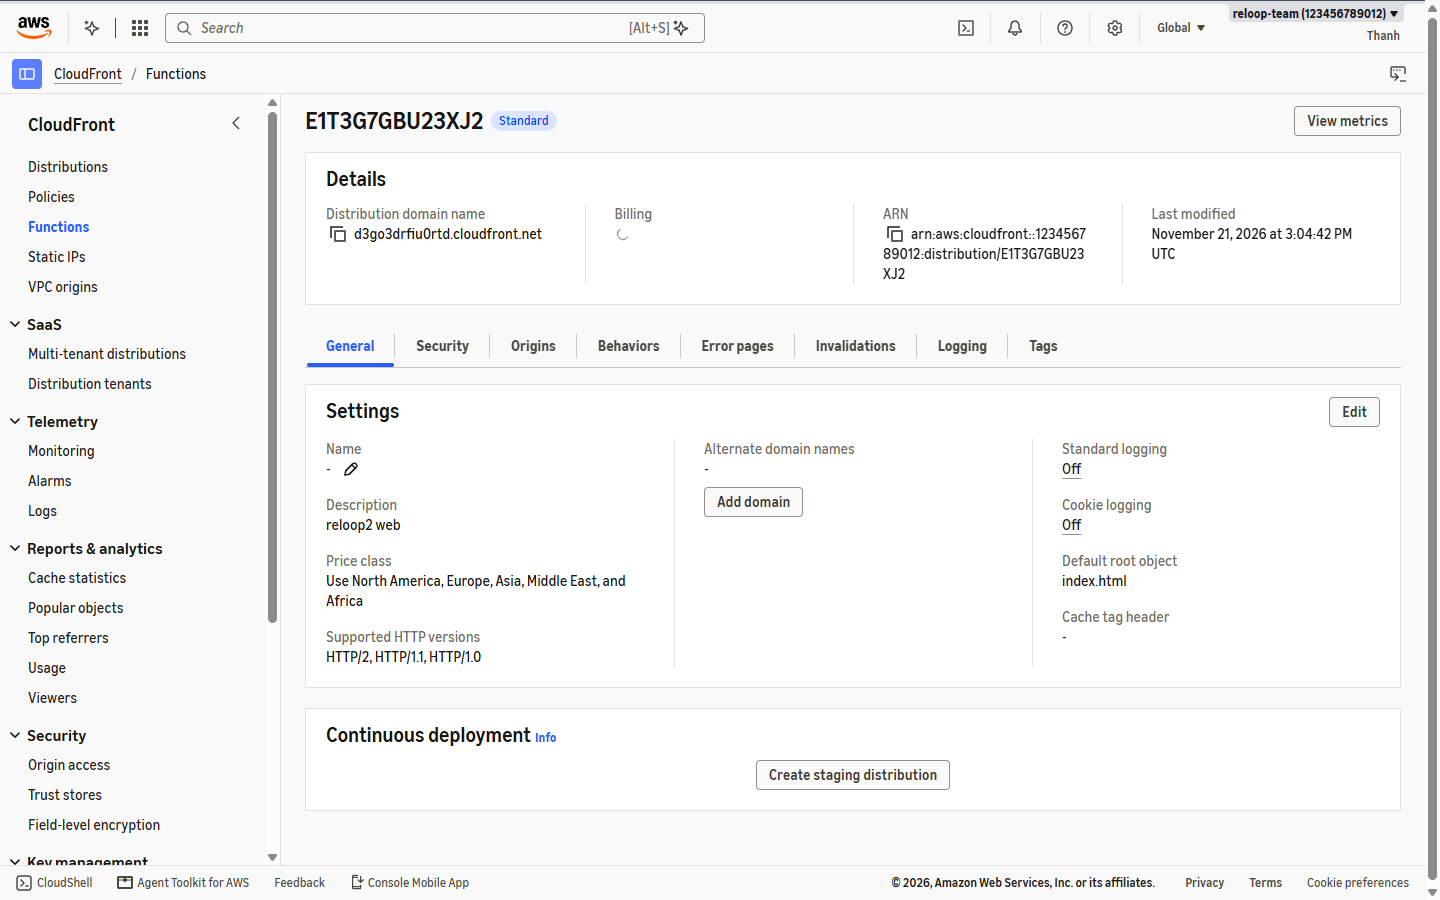 aws
Search
[Alt+S]
Global
reloop-team (123456789012)
Thanh
CloudFront / Functions
CloudFront
Distributions
Policies
Functions
Static IPs
VPC origins
SaaS
Multi-tenant distributions
Distribution tenants
Telemetry
Monitoring
Alarms
Logs
Reports & analytics
Cache statistics
Popular objects
Top referrers
Usage
Viewers
Security
Origin access
Trust stores
Field-level encryption
Key management
E1T3G7GBU23XJ2
Standard
View metrics
Details
Distribution domain name
d3go3drfiu0rtd.cloudfront.net
Billing
ARN
arn:aws:cloudfront::1234567
89012:distribution/E1T3G7GBU23
XJ2
Last modified
November 21, 2026 at 3:04:42 PM
UTC
General
Security
Origins
Behaviors
Error pages
Invalidations
Logging
Tags
Settings
Edit
Name
-
Description
reloop2 web
Price class
Use North America, Europe, Asia, Middle East, and
Africa
Supported HTTP versions
HTTP/2, HTTP/1.1, HTTP/1.0
Alternate domain names
-
Add domain
Standard logging
Off
Cookie logging
Off
Default root object
index.html
Cache tag header
-
Continuous deployment Info
Create staging distribution
CloudShell
Agent Toolkit for AWS
Feedback
Console Mobile App
© 2026, Amazon Web Services, Inc. or its affiliates.
Privacy
Terms
Cookie preferences